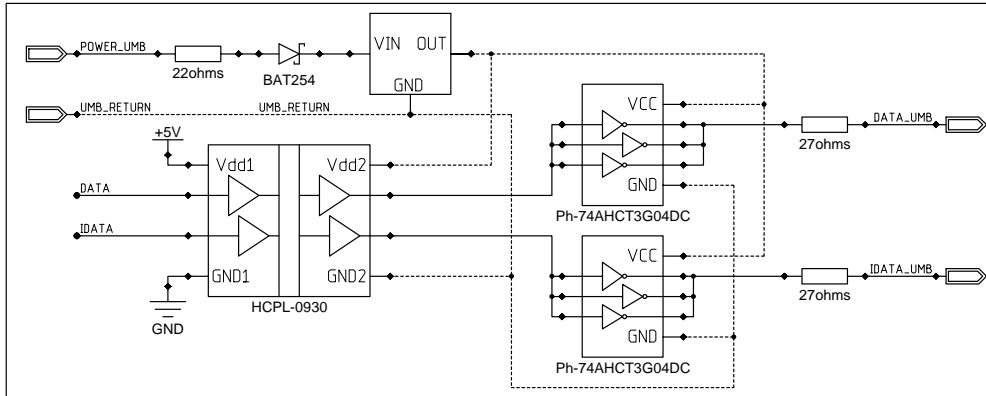 POWER_UMB
22ohms
BAT254
VIN OUT
GND
UMB_RETURN
UMB_RETURN
+5V
Vdd1
Vdd2
DATA
IDATA
GND1
GND2
GND
HCPL-0930
VCC
GND
Ph-74AHCT3G04DC
27ohms
DATA_UMB
VCC
GND
Ph-74AHCT3G04DC
27ohms
IDATA_UMB